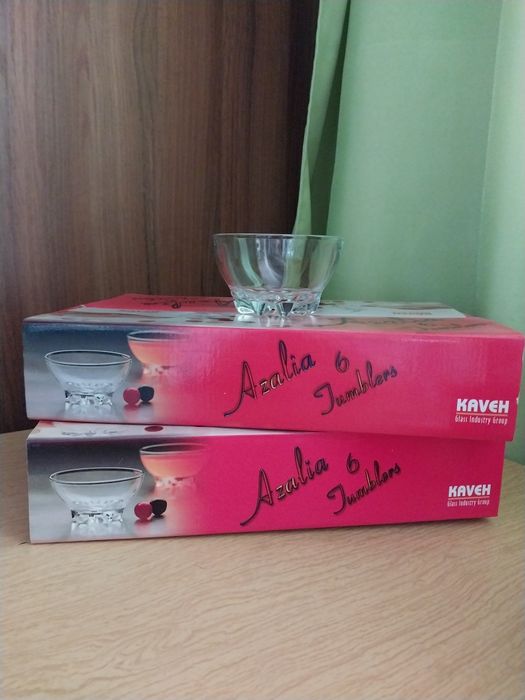 Azalia 6
Tumblers
KAVEH
Glass Industry Group
Azalia 6
Tumblers
KAVEH
Glass Industry Group